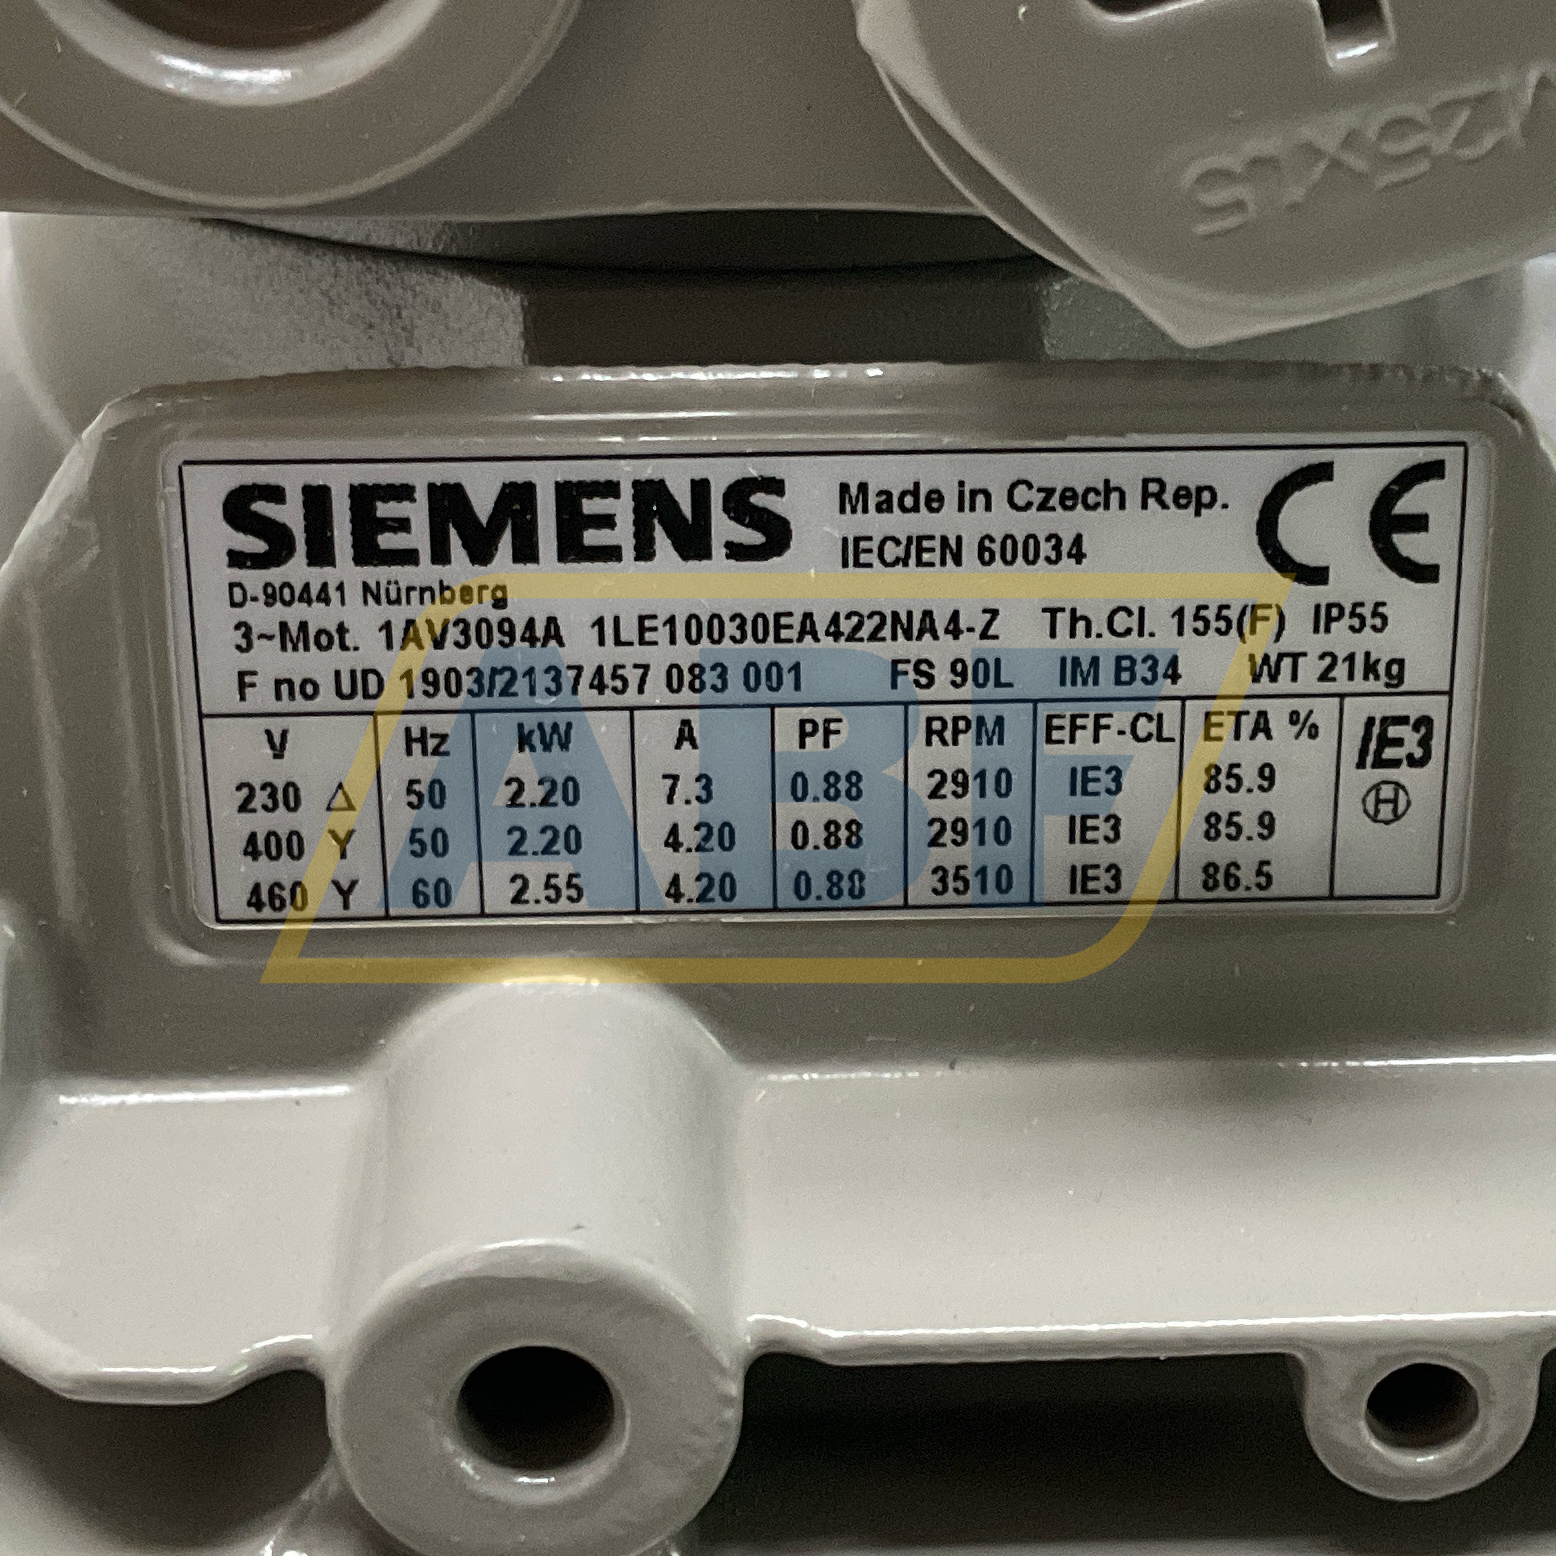 M25X1.5
SIEMENS Made in Czech Rep. CE
IEC/EN 60034
D-90441 Nürnberg
3~Mot. 1AV3094A 1LE10030EA422NA4-Z Th.Cl. 155(F) IP55
F no UD 1903/2137457 083 001 FS 90L IM B34 WT 21kg
V Hz kW A PF RPM EFF-CL ETA % IE3
230 Δ 50 2.20 7.3 0.88 2910 IE3 85.9 H
400 Y 50 2.20 4.20 0.88 2910 IE3 85.9
460 Y 60 2.55 4.20 0.88 3510 IE3 86.5
ABF